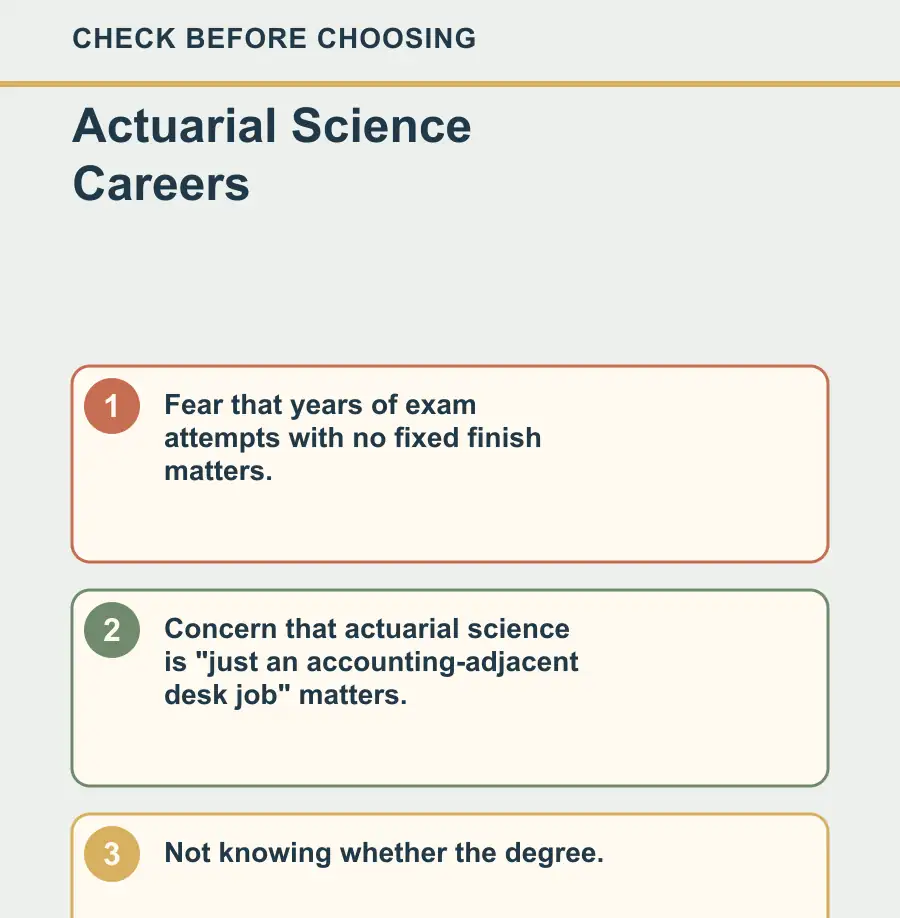 CHECK BEFORE CHOOSING
Actuarial Science
Careers
1
Fear that years of exam
attempts with no fixed finish
matters.
2
Concern that actuarial science
is "just an accounting-adjacent
desk job" matters.
3
Not knowing whether the degree.